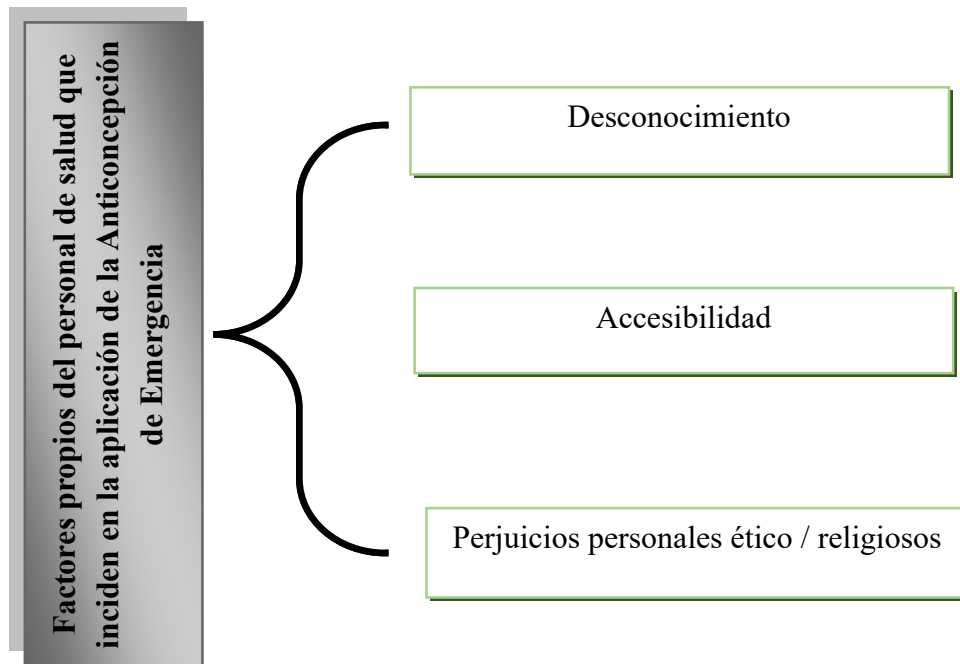 Factores propios del personal de salud que
inciden en la aplicación de la Anticoncepción
de Emergencia
Desconocimiento
Accesibilidad
Perjuicios personales ético / religiosos